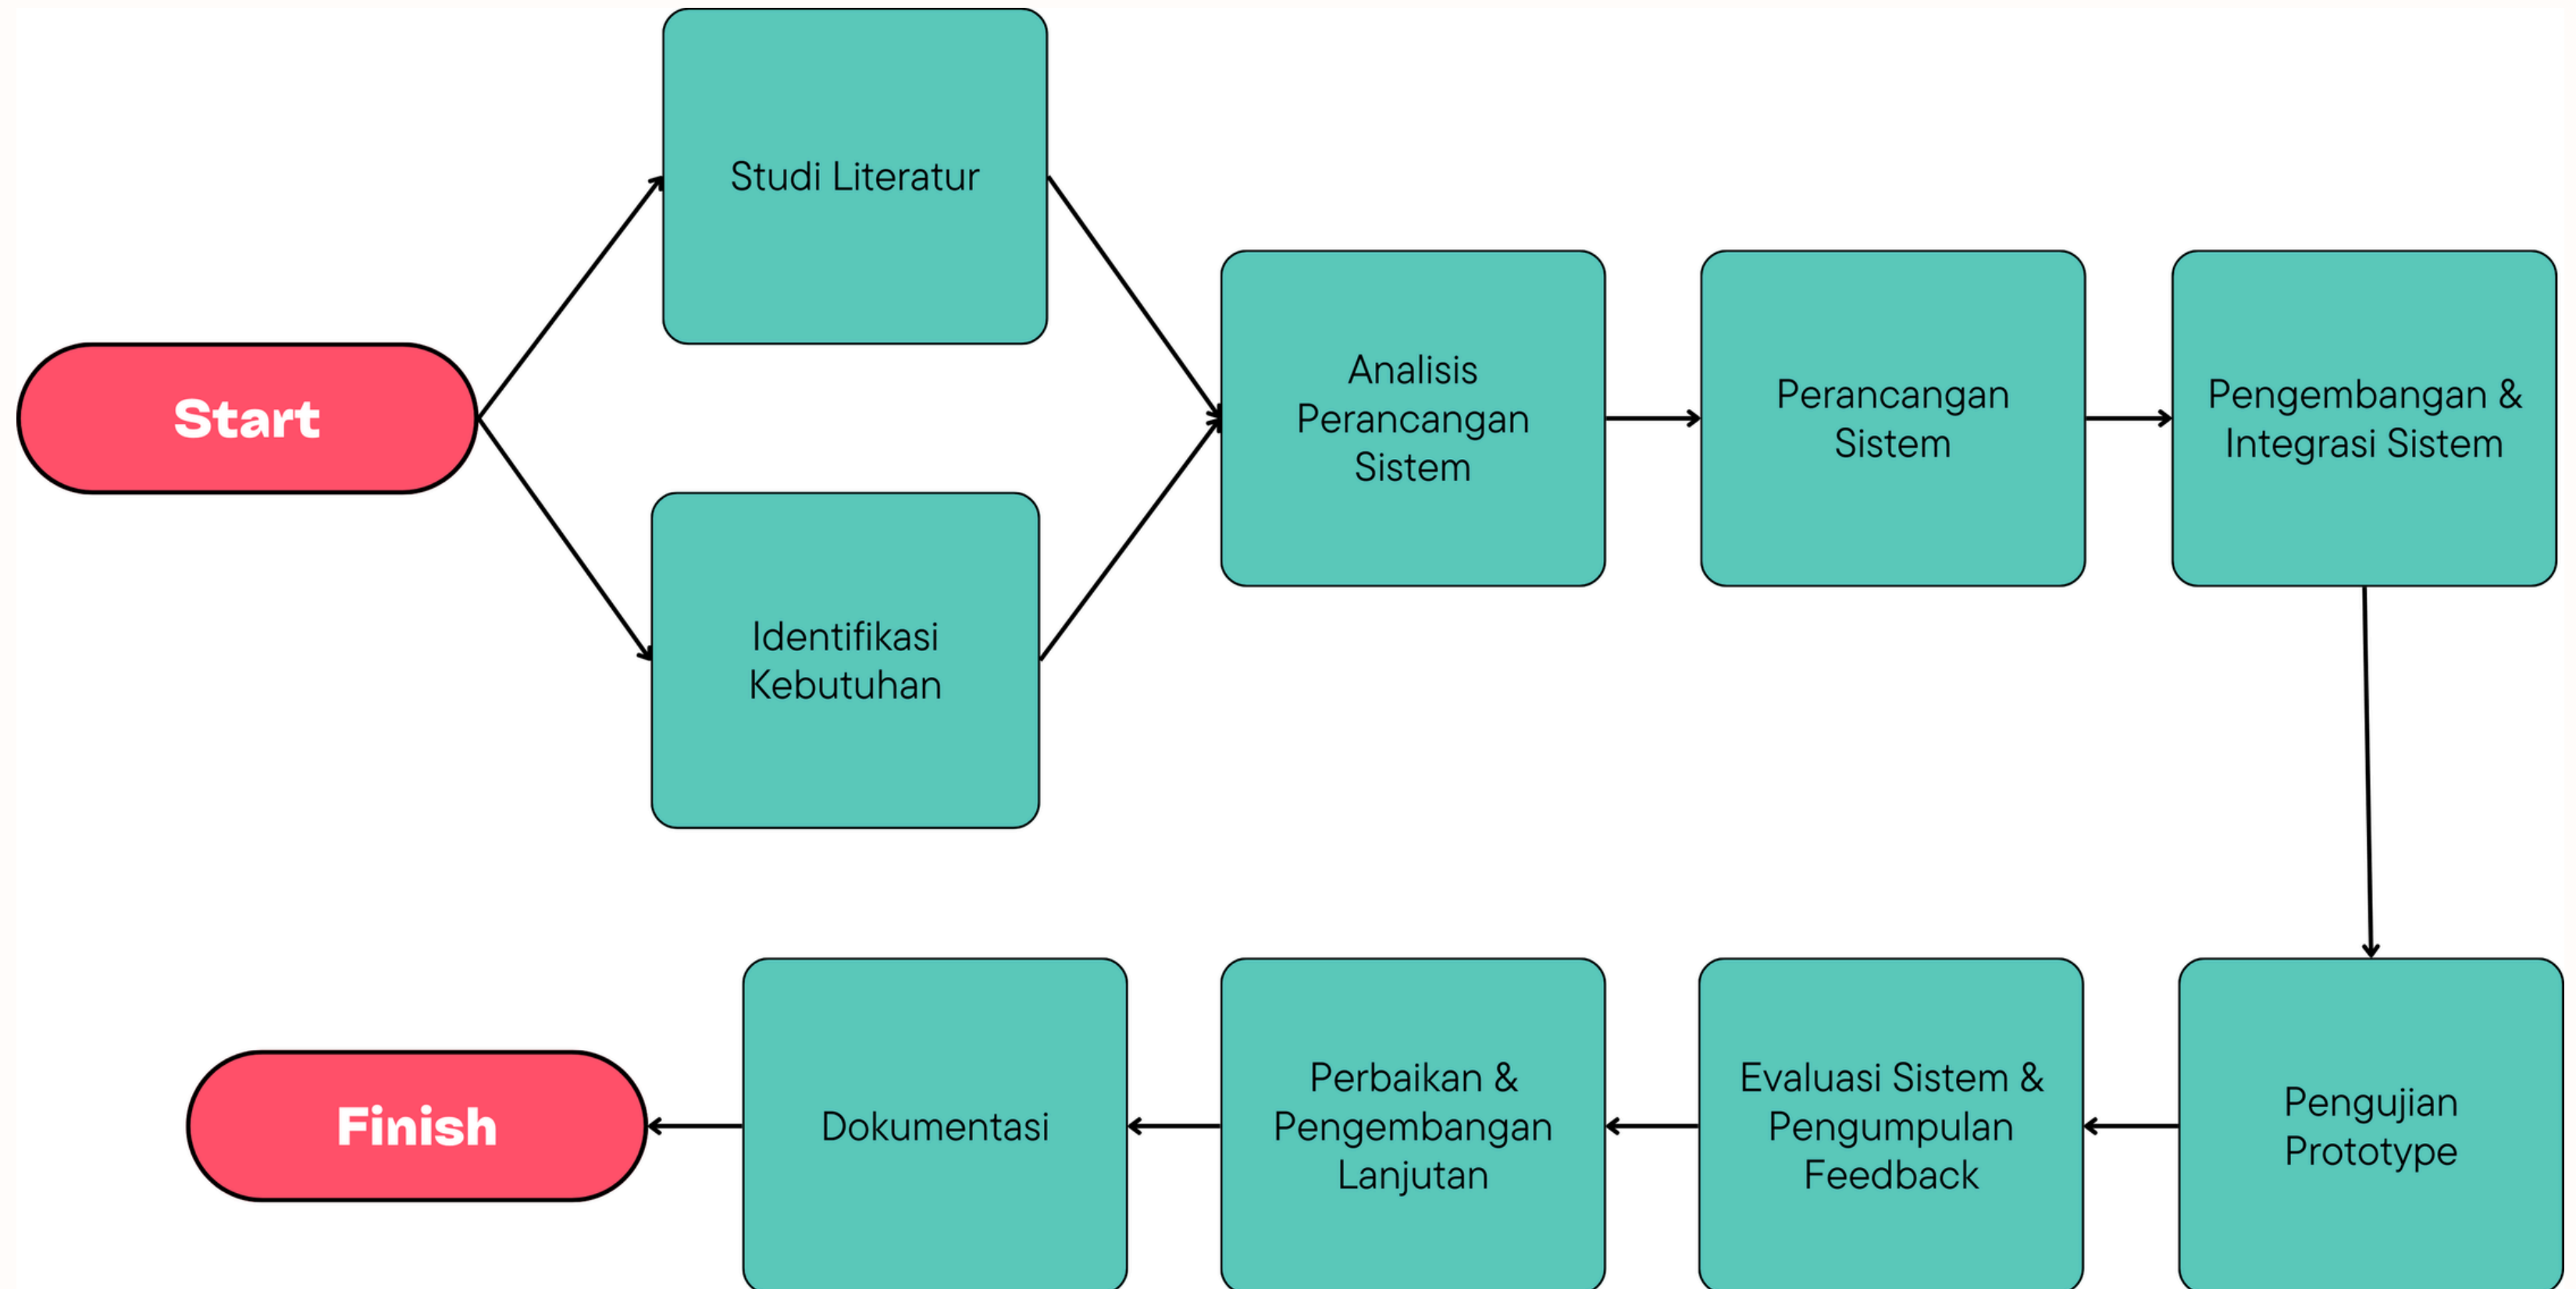 Start
Studi Literatur
Identifikasi
Kebutuhan
Analisis
Perancangan
Sistem
Perancangan
Sistem
Pengembangan &
Integrasi Sistem
Pengujian
Prototype
Evaluasi Sistem &
Pengumpulan
Feedback
Perbaikan &
Pengembangan
Lanjutan
Dokumentasi
Finish